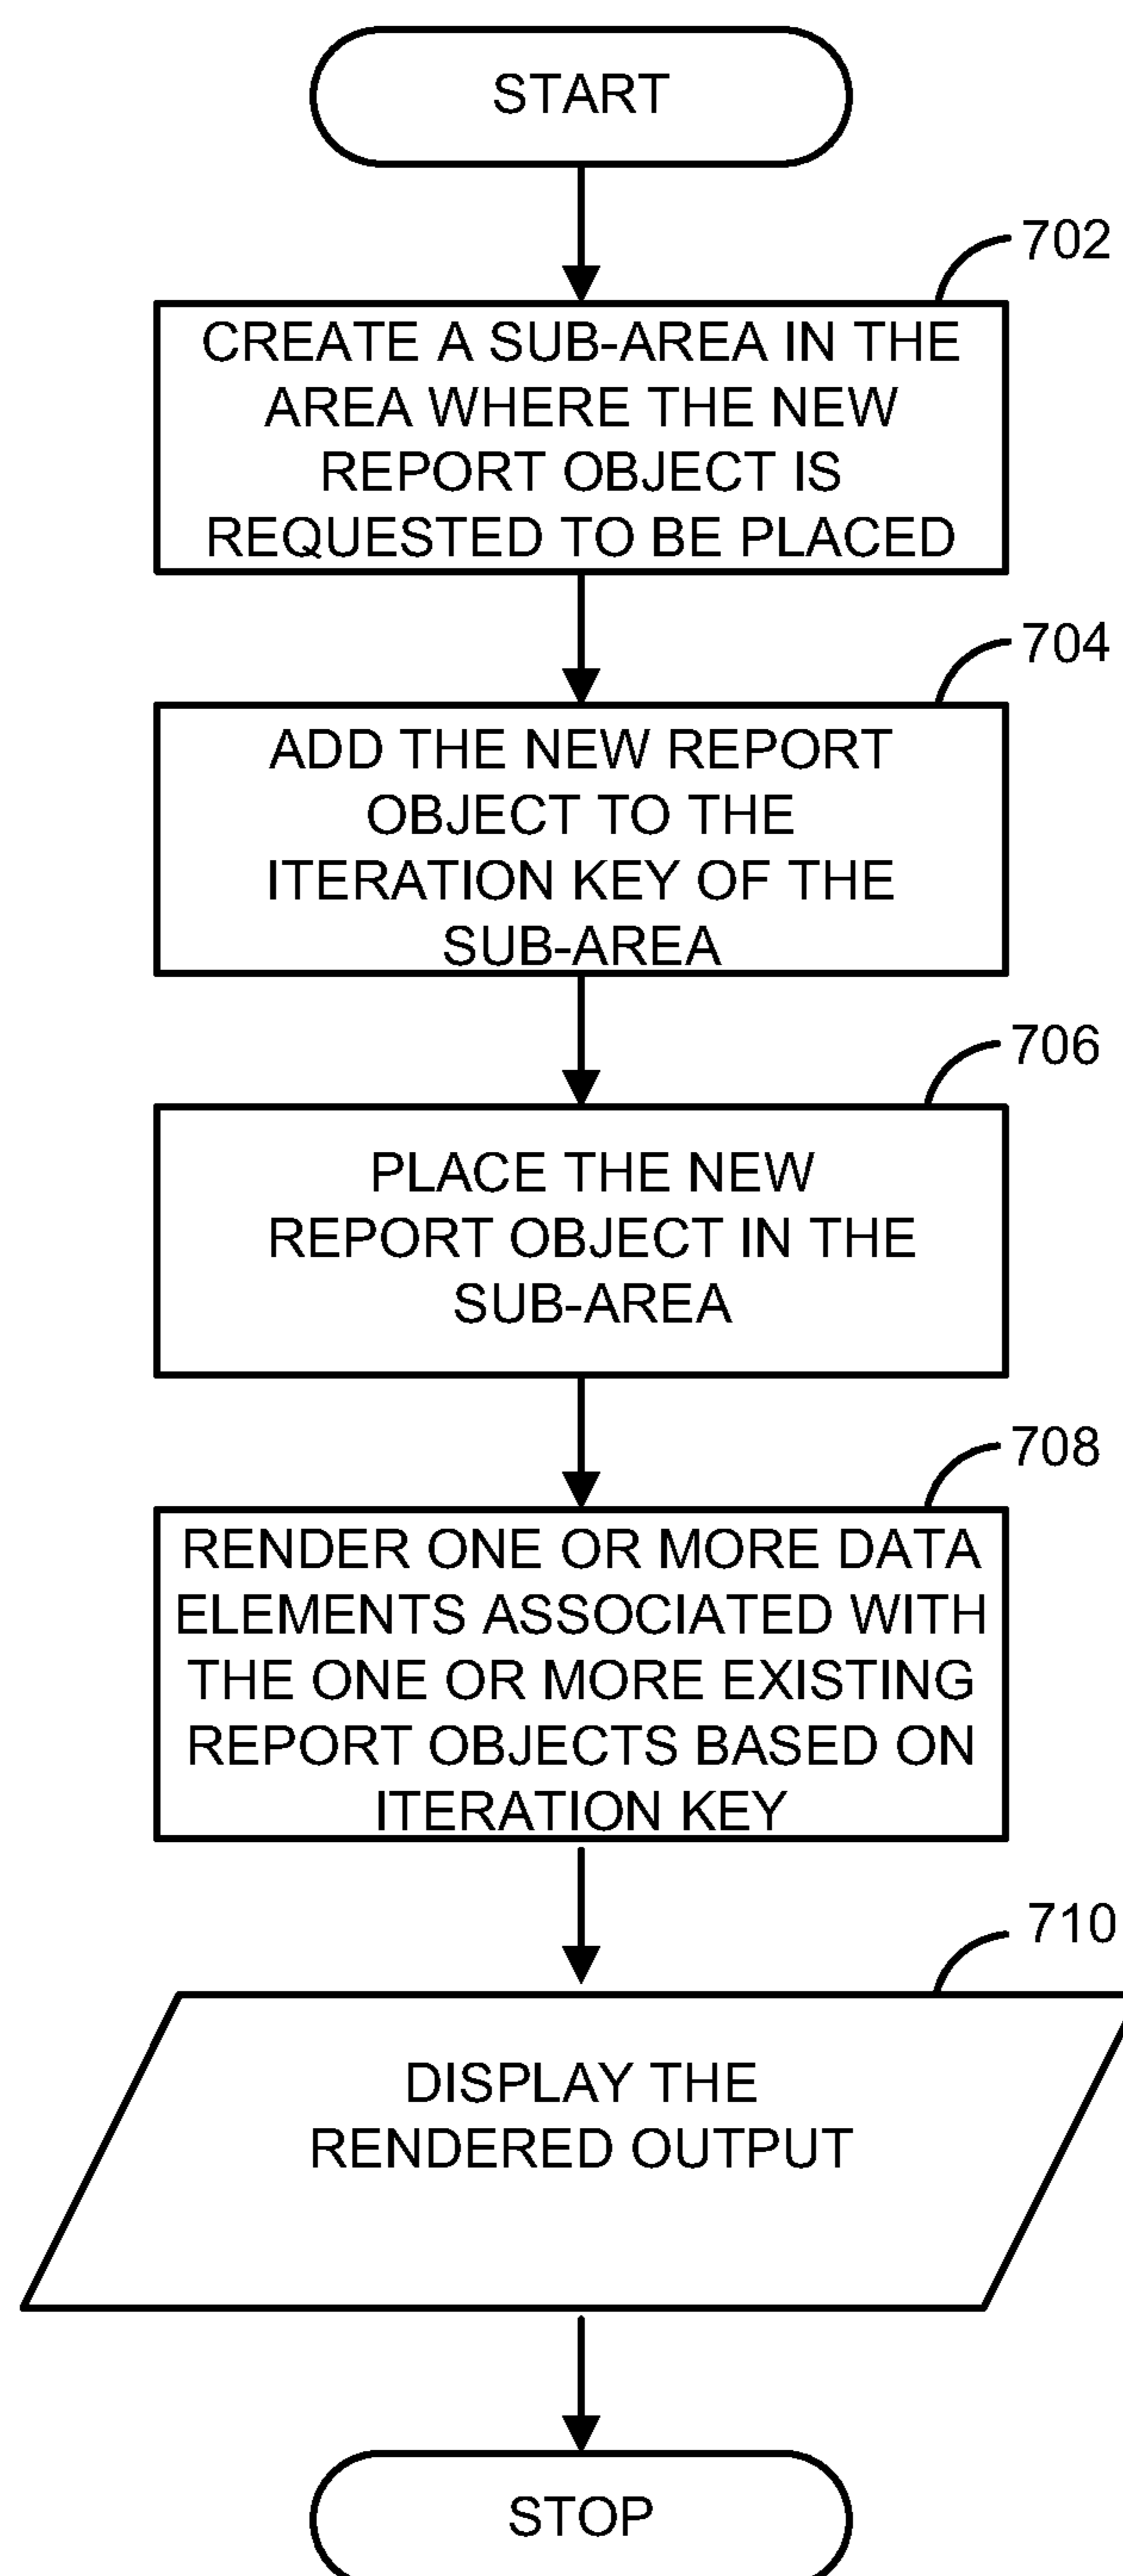 START
702
CREATE A SUB-AREA IN THE
AREA WHERE THE NEW
REPORT OBJECT IS
REQUESTED TO BE PLACED
704
ADD THE NEW REPORT
OBJECT TO THE
ITERATION KEY OF THE
SUB-AREA
706
PLACE THE NEW
REPORT OBJECT IN THE
SUB-AREA
708
RENDER ONE OR MORE DATA
ELEMENTS ASSOCIATED WITH
THE ONE OR MORE EXISTING
REPORT OBJECTS BASED ON
ITERATION KEY
710
DISPLAY THE
RENDERED OUTPUT
STOP